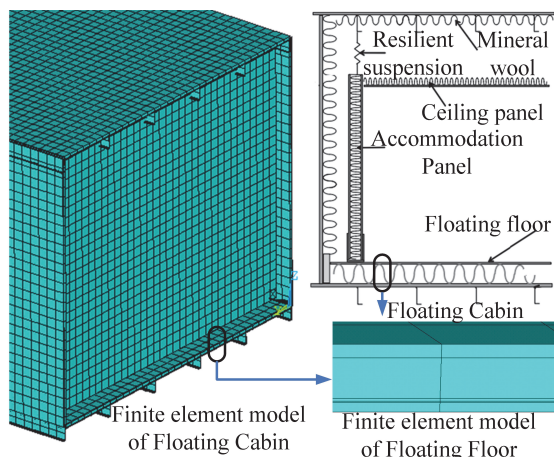 Resilient
suspension
Mineral
wool
Ceiling panel
Accommodation
Panel
Floating floor
Floating Cabin
Z
Finite element model
of Floating Cabin
Finite element model
of Floating Floor